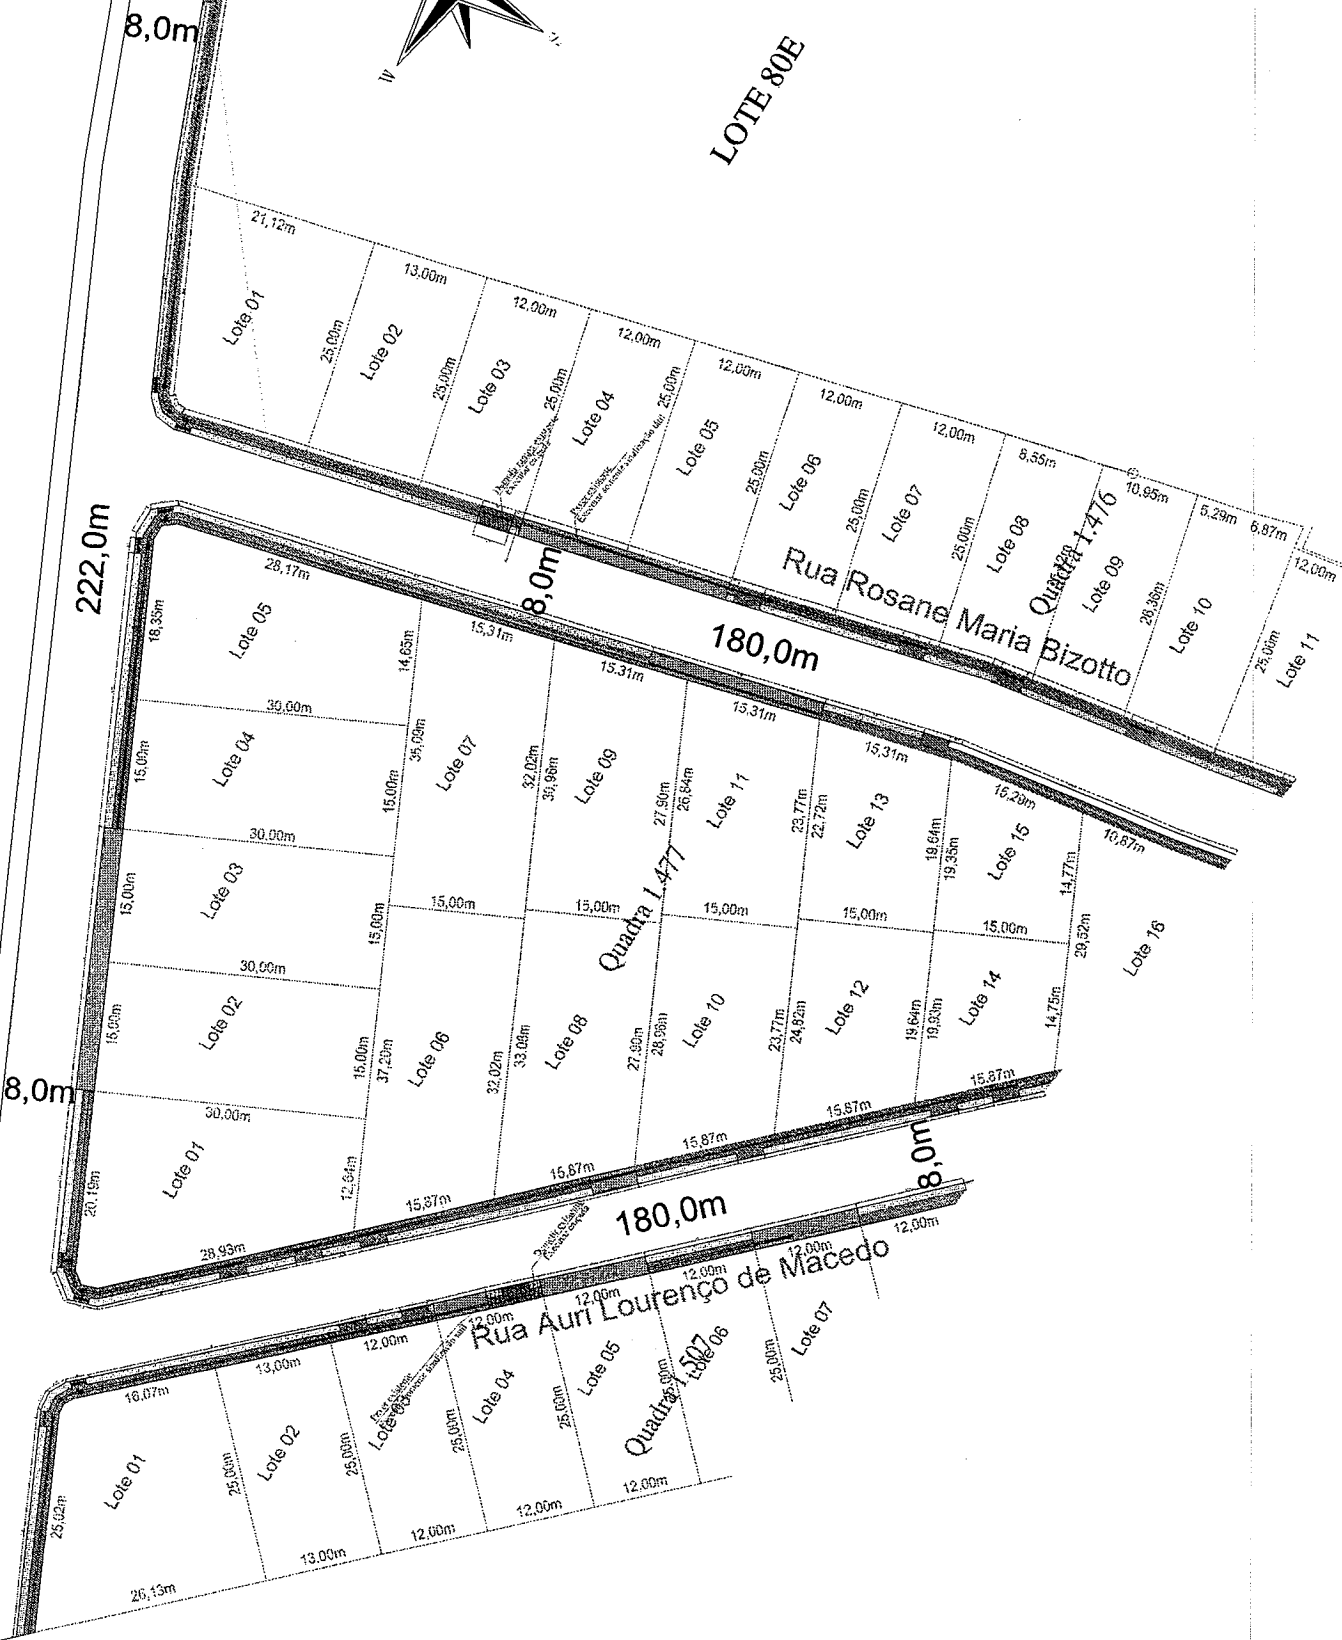 8,0m
W
LOTE 80E
21,12m
13,00m
12,00m
12,00m
12,00m
12,00m
12,00m
8,55m
10,95m
5,29m
6,87m
12,00m
Lote 01
25,00m
Lote 02
25,00m
Lote 03
25,00m
Lote 04
25,00m
Lote 05
25,00m
Lote 06
25,00m
Lote 07
25,00m
Lote 08
Quadra 1.476
Lote 09
26,36m
Lote 10
25,00m
Lote 11
Rua Rosane Maria Bizotto
222,0m
8,0m
180,0m
28,17m
15,31m
15,31m
15,31m
15,31m
15,29m
10,87m
18,35m
Lote 05
14,65m
30,00m
15,00m
Lote 04
15,00m
35,09m
Lote 07
32,02m
30,96m
Lote 09
27,90m
26,84m
Lote 11
23,77m
22,72m
Lote 13
19,64m
19,35m
Lote 15
14,77m
30,00m
15,00m
Lote 03
15,00m
15,00m
15,00m
15,00m
15,00m
15,00m
Quadra 1.477
29,52m
Lote 16
30,00m
15,00m
Lote 02
15,00m
37,20m
Lote 06
32,02m
33,08m
Lote 08
27,90m
28,96m
Lote 10
23,77m
24,82m
Lote 12
19,64m
19,93m
Lote 14
14,75m
8,0m
30,00m
20,19m
Lote 01
12,64m
28,93m
15,87m
15,87m
15,87m
15,87m
15,87m
8,0m
180,0m
Rua Auri Lourenço de Macedo
16,07m
13,00m
12,00m
12,00m
12,00m
12,00m
12,00m
12,00m
25,02m
Lote 01
25,00m
Lote 02
25,00m
Lote 03
25,00m
Lote 04
25,00m
Lote 05
Quadra 1.507
Lote 06
25,00m
Lote 07
26,13m
13,00m
12,00m
12,00m
12,00m